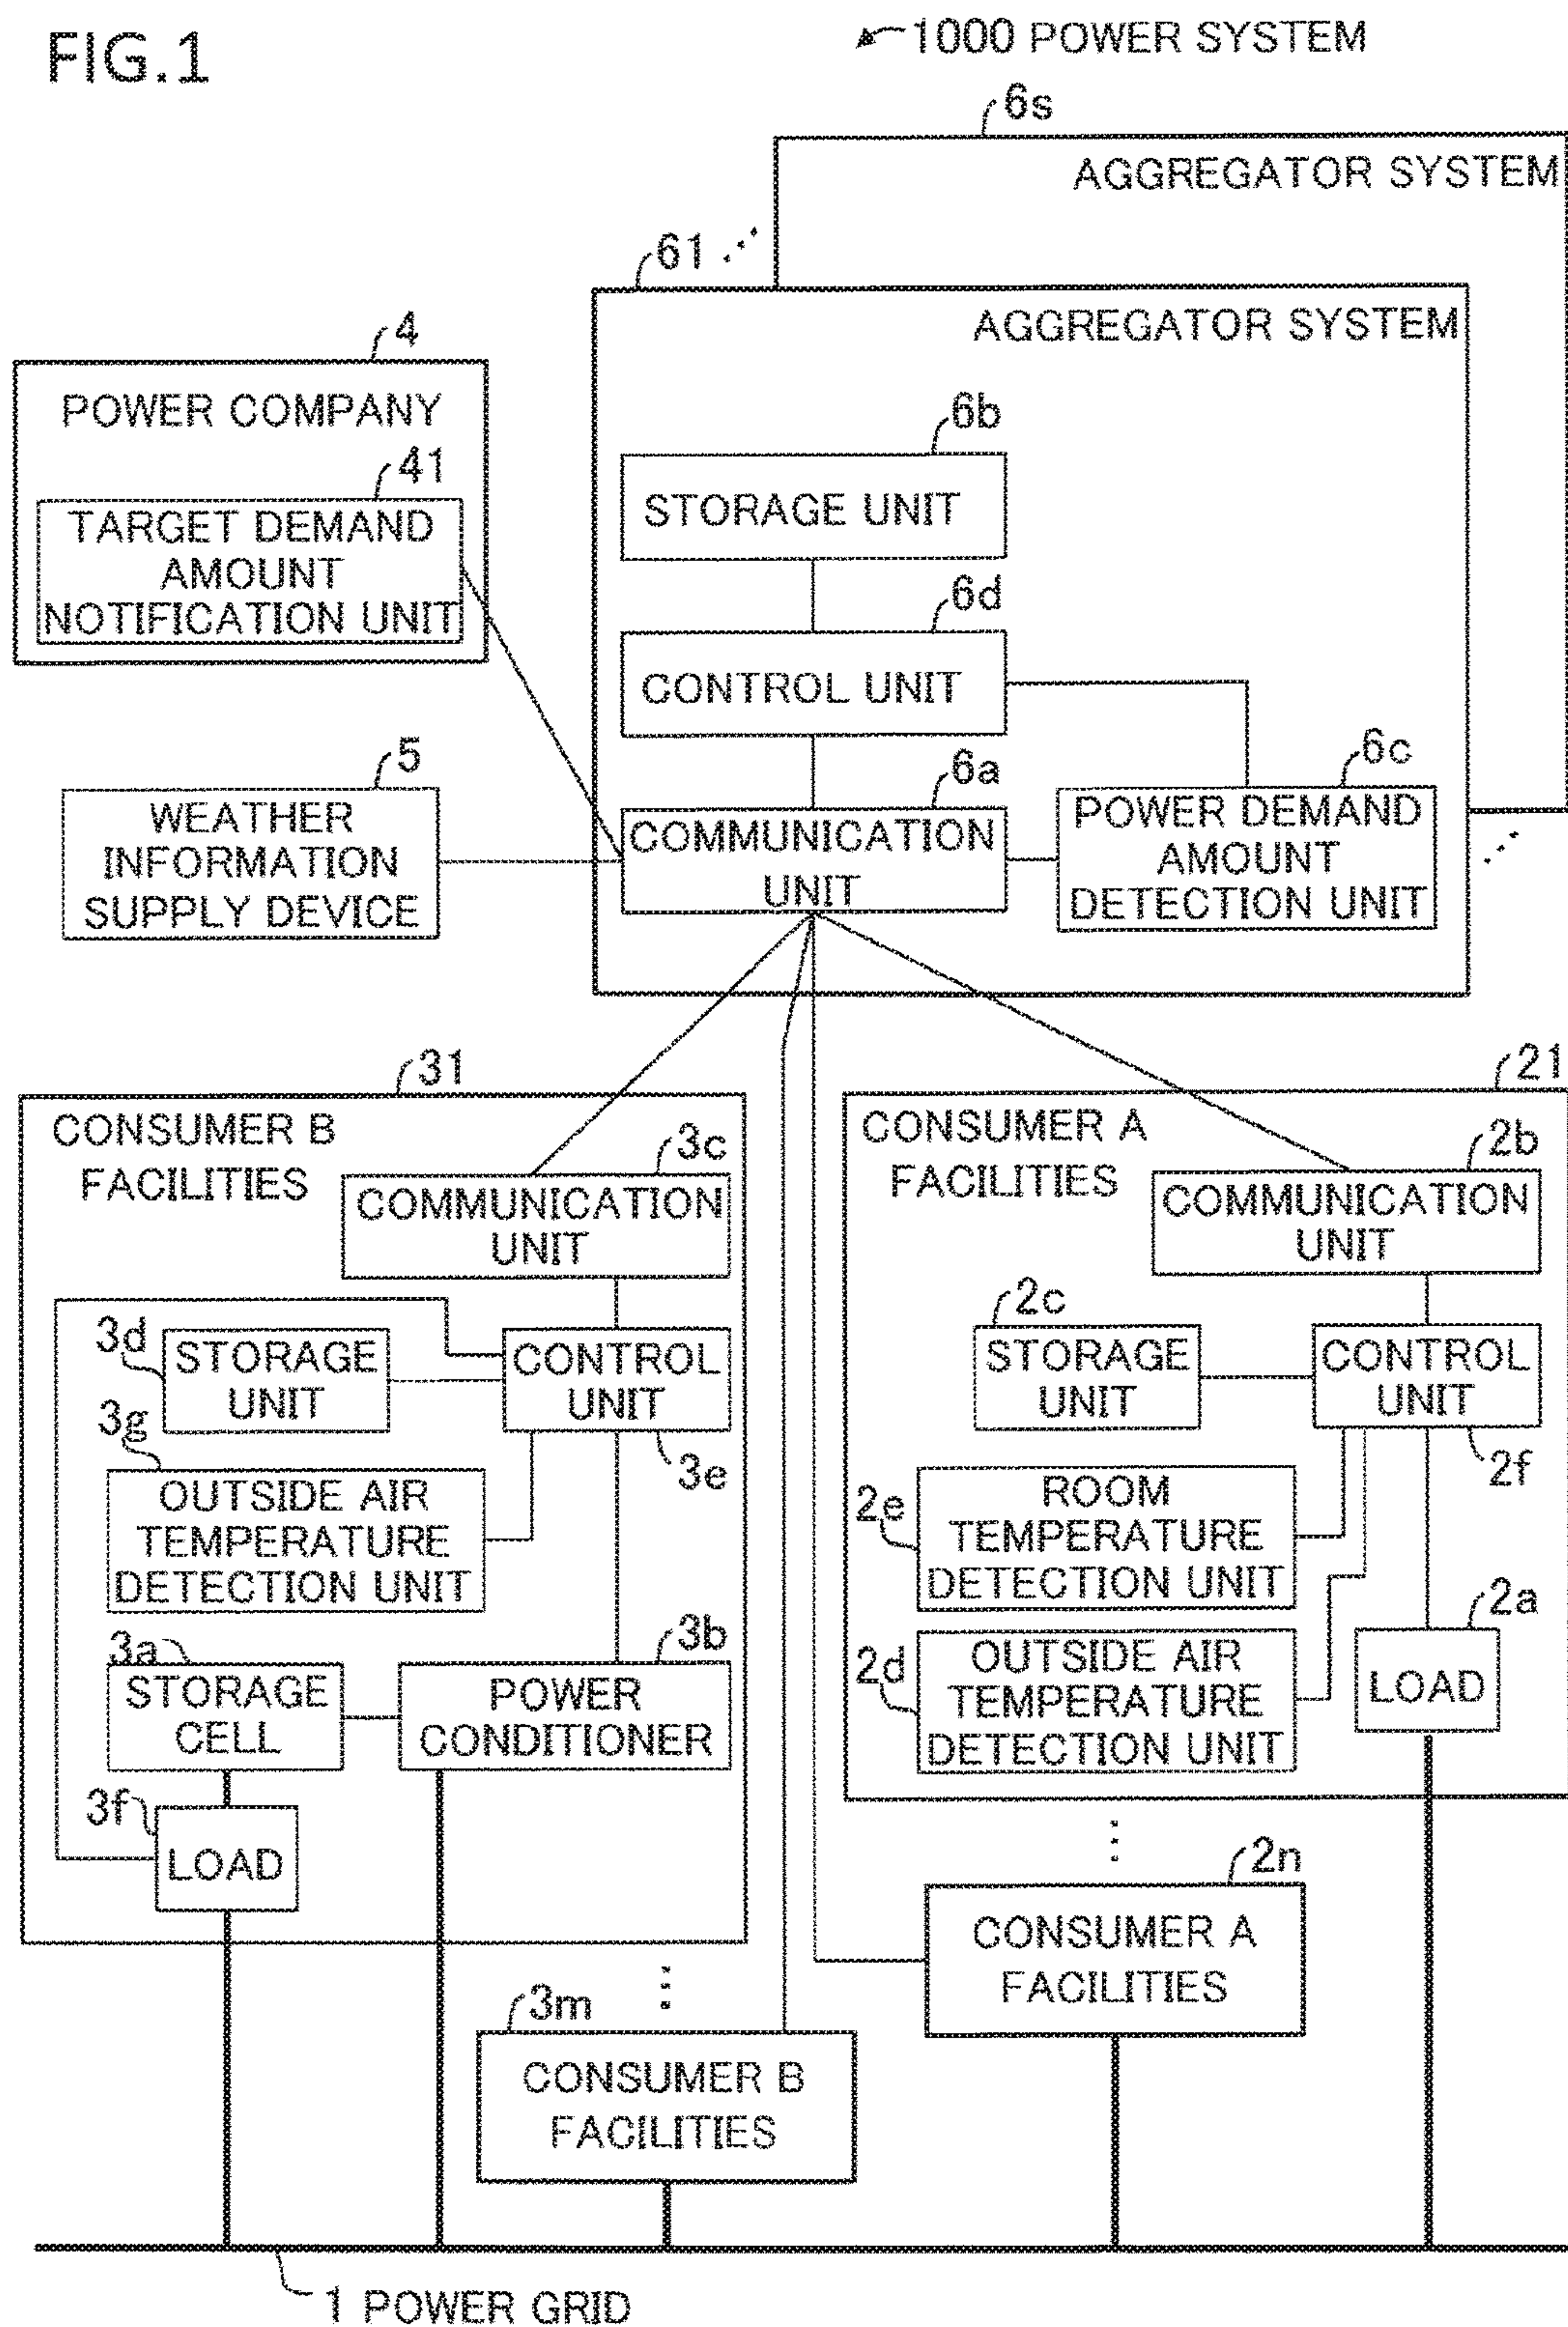 FIG.1
1000 POWER SYSTEM
6s
AGGREGATOR SYSTEM
61
AGGREGATOR SYSTEM
4
POWER COMPANY
41
TARGET DEMAND
AMOUNT
NOTIFICATION UNIT
6b
STORAGE UNIT
6d
CONTROL UNIT
5
WEATHER
INFORMATION
SUPPLY DEVICE
6a
COMMUNICATION
UNIT
6c
POWER DEMAND
AMOUNT
DETECTION UNIT
31
CONSUMER B
FACILITIES
3c
COMMUNICATION
UNIT
3d
STORAGE
UNIT
CONTROL
UNIT
3e
3g
OUTSIDE AIR
TEMPERATURE
DETECTION UNIT
3a
STORAGE
CELL
3b
POWER
CONDITIONER
3f
LOAD
21
CONSUMER A
FACILITIES
2b
COMMUNICATION
UNIT
2c
STORAGE
UNIT
CONTROL
UNIT
2f
2e
ROOM
TEMPERATURE
DETECTION UNIT
2d
OUTSIDE AIR
TEMPERATURE
DETECTION UNIT
2a
LOAD
2n
CONSUMER A
FACILITIES
3m
CONSUMER B
FACILITIES
1 POWER GRID